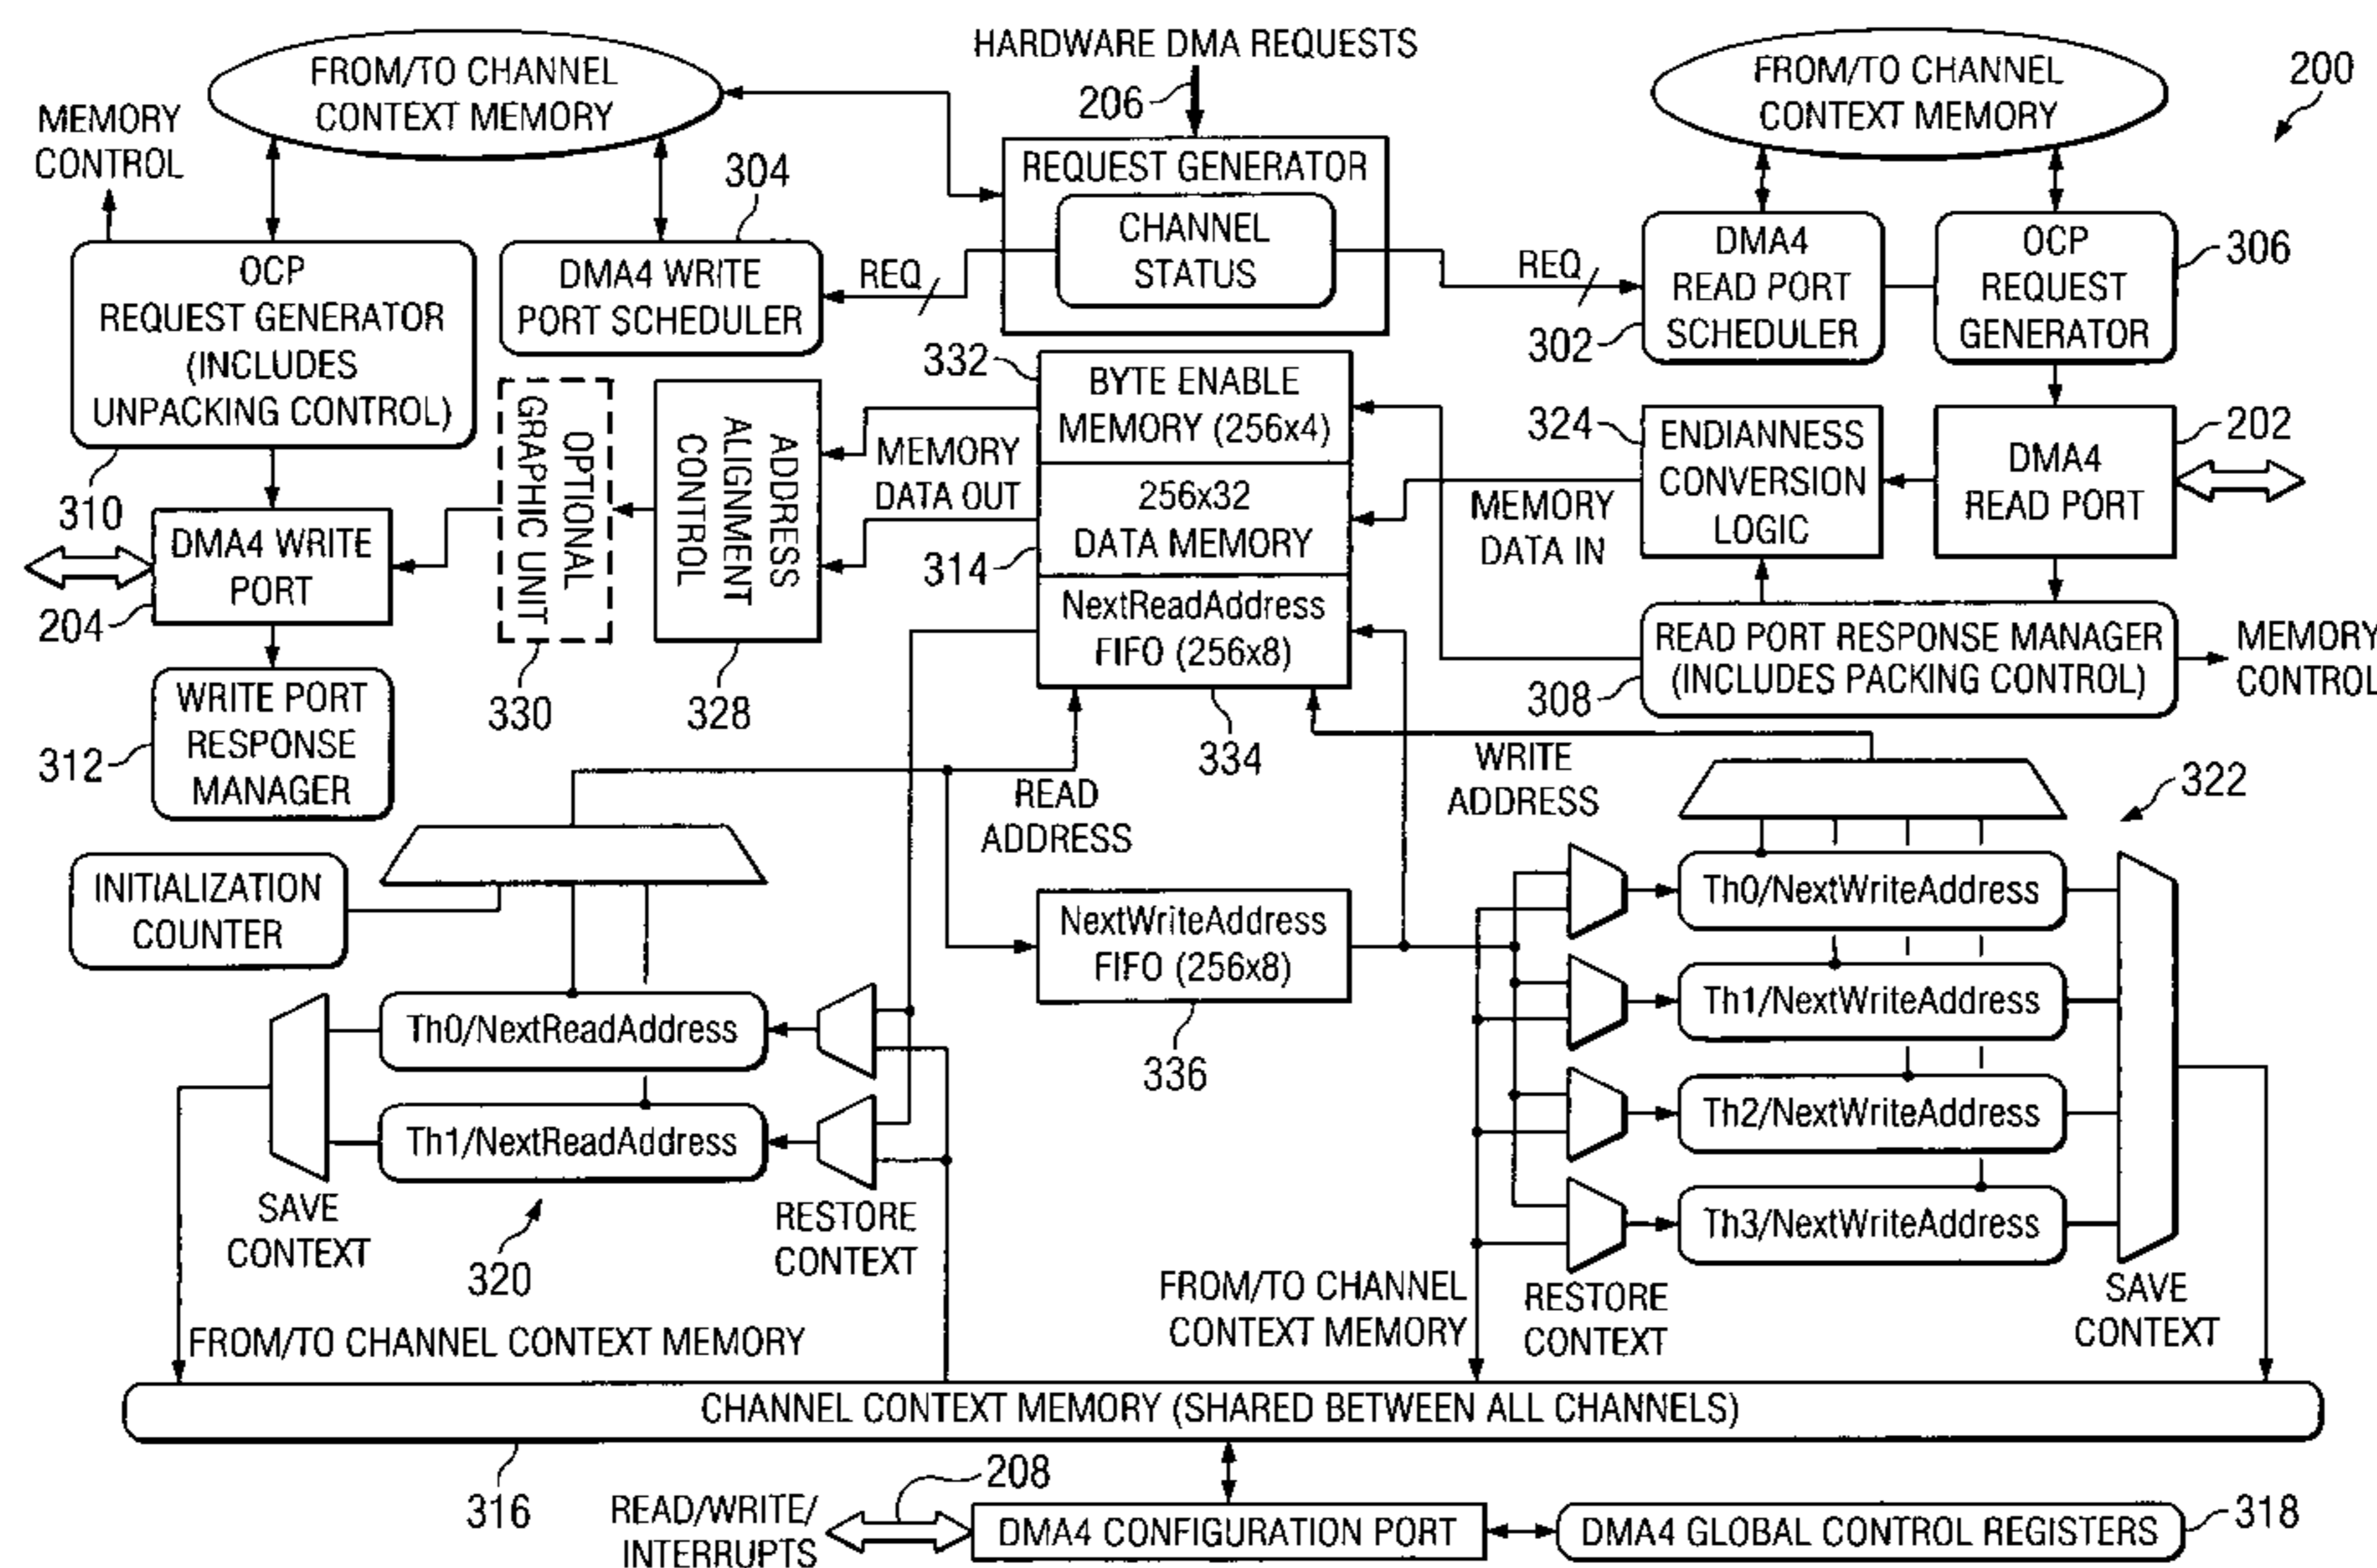 HARDWARE DMA REQUESTS
206
FROM/TO CHANNEL
CONTEXT MEMORY
FROM/TO CHANNEL
CONTEXT MEMORY
200
MEMORY
CONTROL
304
REQUEST GENERATOR
CHANNEL
STATUS
OCP
REQUEST GENERATOR
(INCLUDES
UNPACKING CONTROL)
310
DMA4 WRITE
PORT SCHEDULER
REQ
REQ
DMA4
READ PORT
SCHEDULER
302
OCP
REQUEST
GENERATOR
306
332
BYTE ENABLE
MEMORY (256x4)
256x32
DATA MEMORY
314
NextReadAddress
FIFO (256x8)
334
OPTIONAL
GRAPHIC UNIT
330
ADDRESS
ALIGNMENT
CONTROL
328
MEMORY
DATA OUT
MEMORY
DATA IN
324
ENDIANNESS
CONVERSION
LOGIC
DMA4
READ PORT
202
DMA4 WRITE
PORT
204
WRITE PORT
RESPONSE
MANAGER
312
READ PORT RESPONSE MANAGER
(INCLUDES PACKING CONTROL)
308
MEMORY
CONTROL
READ
ADDRESS
WRITE
ADDRESS
322
INITIALIZATION
COUNTER
NextWriteAddress
FIFO (256x8)
336
Th0/NextReadAddress
Th1/NextReadAddress
Th0/NextWriteAddress
Th1/NextWriteAddress
Th2/NextWriteAddress
Th3/NextWriteAddress
SAVE
CONTEXT
320
RESTORE
CONTEXT
FROM/TO CHANNEL
CONTEXT MEMORY
RESTORE
CONTEXT
SAVE
CONTEXT
FROM/TO CHANNEL CONTEXT MEMORY
CHANNEL CONTEXT MEMORY (SHARED BETWEEN ALL CHANNELS)
316
208
READ/WRITE/
INTERRUPTS
DMA4 CONFIGURATION PORT
DMA4 GLOBAL CONTROL REGISTERS
318